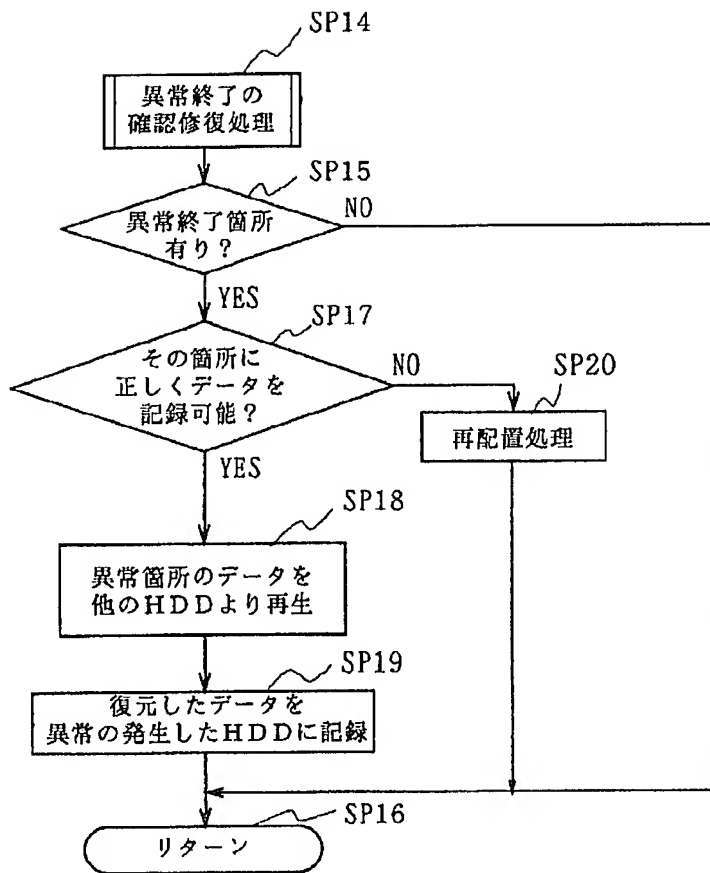 SP14
異常終了の
確認修復処理
SP15
異常終了箇所
有り？
NO
YES
SP17
その箇所に
正しくデータを
記録可能？
NO
SP20
再配置処理
YES
SP18
異常箇所のデータを
他のＨＤＤより再生
SP19
復元したデータを
異常の発生したＨＤＤに記録
SP16
リターン